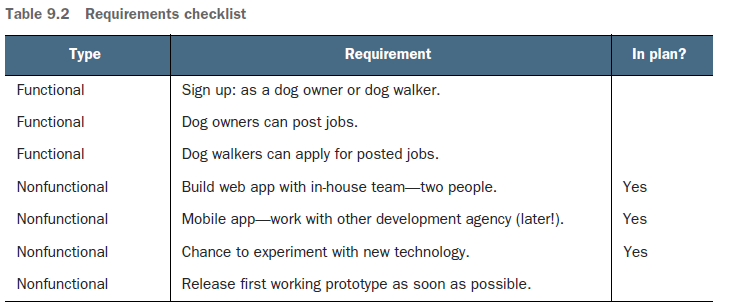 Table 9.2 Requirements checklist
Type Requirement In plan?
Functional Sign up: as a dog owner or dog walker.
Functional Dog owners can post jobs.
Functional Dog walkers can apply for posted jobs.
Nonfunctional Build web app with in-house team—two people. Yes
Nonfunctional Mobile app—work with other development agency (later!). Yes
Nonfunctional Chance to experiment with new technology. Yes
Nonfunctional Release first working prototype as soon as possible.